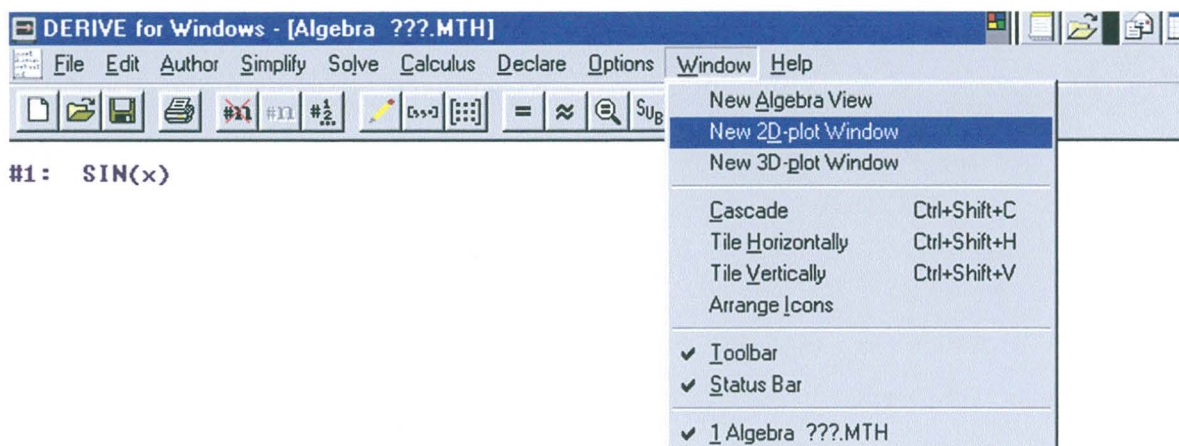 DERIVE for Windows - [Algebra ???.MTH]
File Edit Author Simplify Solve Calculus Declare Options Window Help
SUB
#1: SIN(x)
New Algebra View
New 2D-plot Window
New 3D-plot Window
Cascade Ctrl+Shift+C
Tile Horizontally Ctrl+Shift+H
Tile Vertically Ctrl+Shift+V
Arrange Icons
Toolbar
Status Bar
1 Algebra ???.MTH